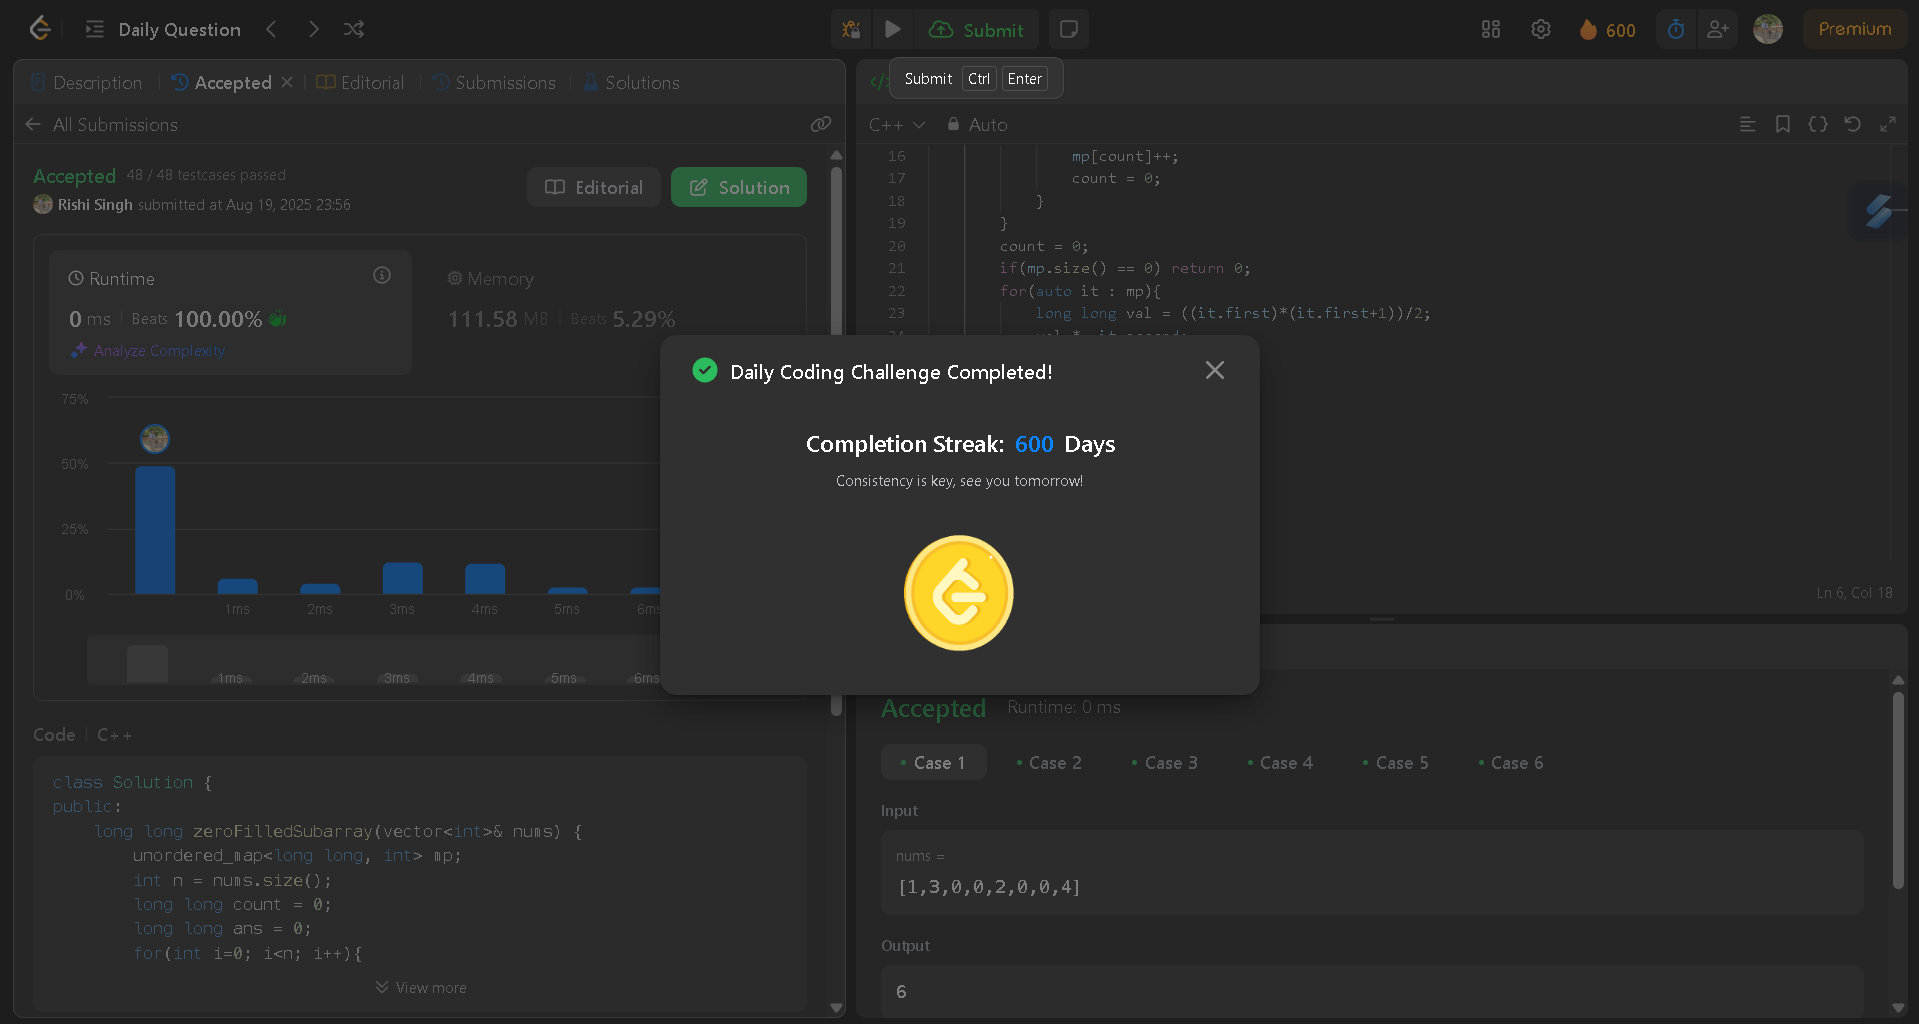 Daily Question
Submit
600
Premium
Submit Ctrl Enter
Description
Accepted
Editorial
Submissions
Solutions
All Submissions
Accepted 48 / 48 testcases passed
Rishi Singh submitted at Aug 19, 2025 23:56
Editorial
Solution
Runtime
0 ms Beats 100.00%
Analyze Complexity
Memory
111.58 MB Beats 5.29%
75%
50%
25%
0%
1ms 2ms 3ms 4ms 5ms 6ms
1ms 2ms 3ms 4ms 5ms 6ms
Code C++
class Solution {
public:
    long long zeroFilledSubarray(vector<int>& nums) {
        unordered_map<long long, int> mp;
        int n = nums.size();
        long long count = 0;
        long long ans = 0;
        for(int i=0; i<n; i++){
View more
</>
C++ Auto
16 mp[count]++;
17 count = 0;
18 }
19 }
20 count = 0;
21 if(mp.size() == 0) return 0;
22 for(auto it : mp){
23 long long val = ((it.first)*(it.first+1))/2;
Daily Coding Challenge Completed!
Completion Streak: 600 Days
Consistency is key, see you tomorrow!
Ln 6, Col 18
Accepted Runtime: 0 ms
Case 1 Case 2 Case 3 Case 4 Case 5 Case 6
Input
nums =
[1,3,0,0,2,0,0,4]
Output
6